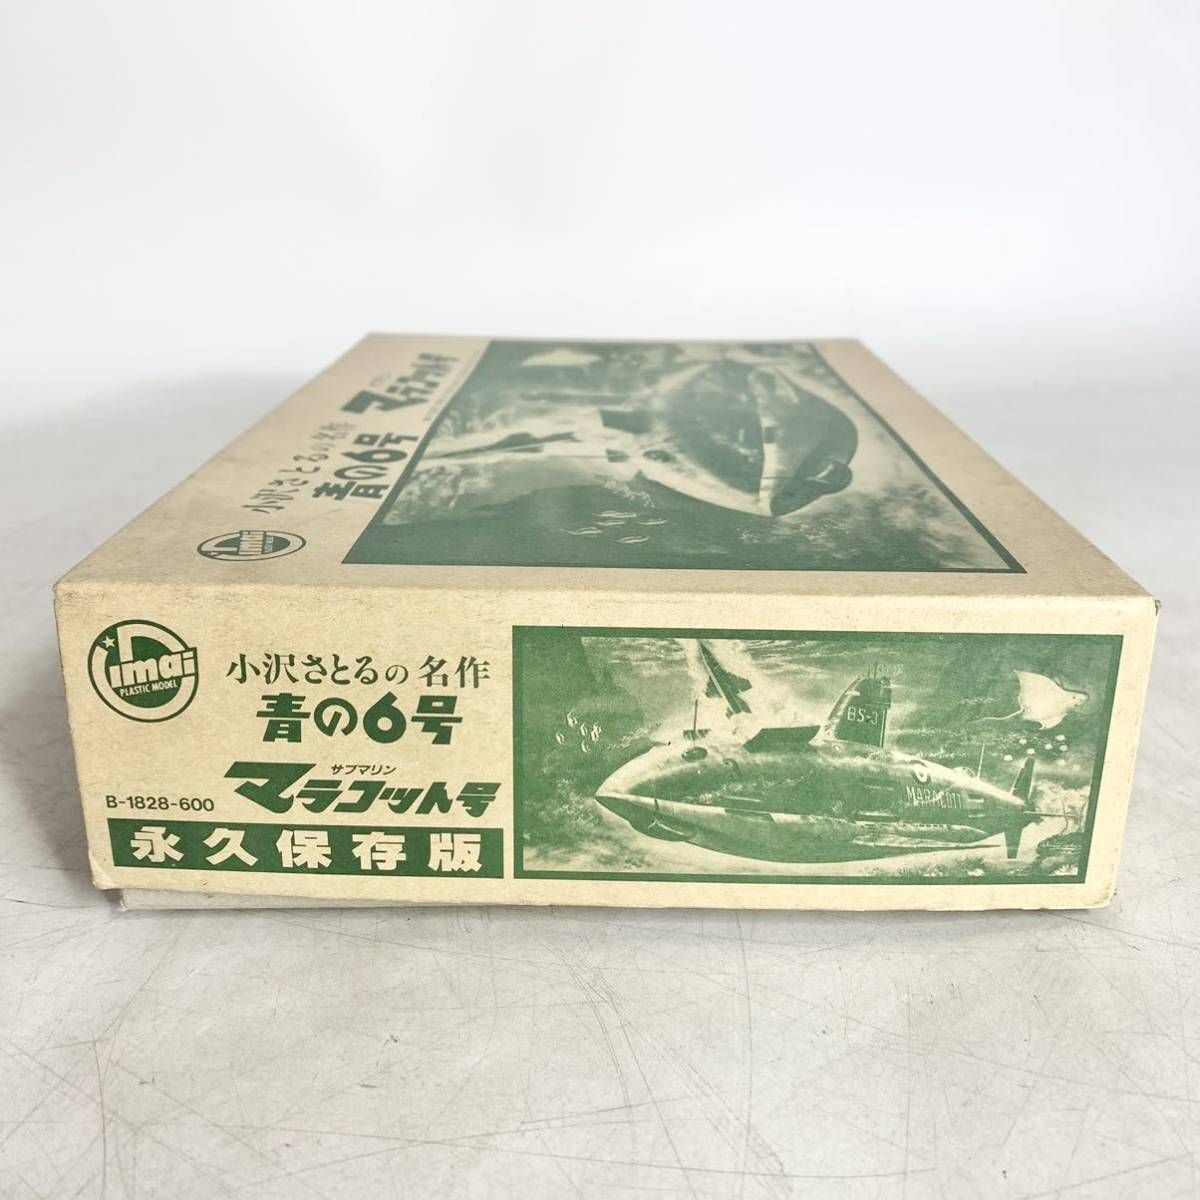 マラコット号
小沢さとるの名作
青の6号
imai
imai
PLASTIC MODEL
小沢さとるの名作
青の6号
サブマリン
マラコット号
B-1828-600
永久保存版
BS-3
MARACOTT